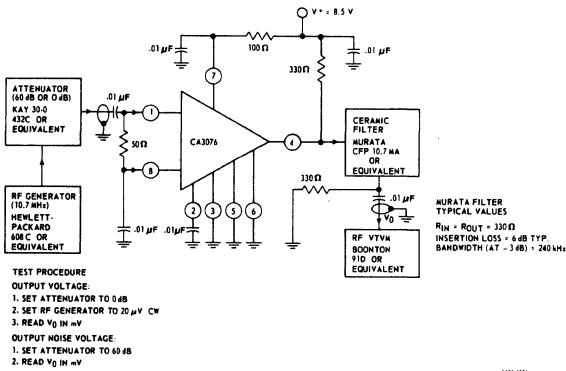 V+ = 8.5 V
.01 µF
100 Ω
.01 µF
330 Ω
7
ATTENUATOR
(60 dB OR 0 dB)
KAY 30-0
432C OR
EQUIVALENT
.01 µF
1
50 Ω
8
CA3076
4
CERAMIC
FILTER
MURATA
CFP 10.7 MA
OR
EQUIVALENT
RF GENERATOR
(10.7 MHz)
HEWLETT-
PACKARD
608 C OR
EQUIVALENT
2
3
5
6
.01 µF
.01 µF
330 Ω
.01 µF
VO
RF VTVM
BOONTON
91D OR
EQUIVALENT
MURATA FILTER
TYPICAL VALUES
RIN = ROUT = 330 Ω
INSERTION LOSS = 6 dB TYP.
BANDWIDTH (AT -3 dB) = 240 kHz
TEST PROCEDURE
OUTPUT VOLTAGE:
1. SET ATTENUATOR TO 0 dB
2. SET RF GENERATOR TO 20 µV CW
3. READ VO IN mV
OUTPUT NOISE VOLTAGE:
1. SET ATTENUATOR TO 60 dB
2. READ VO IN mV